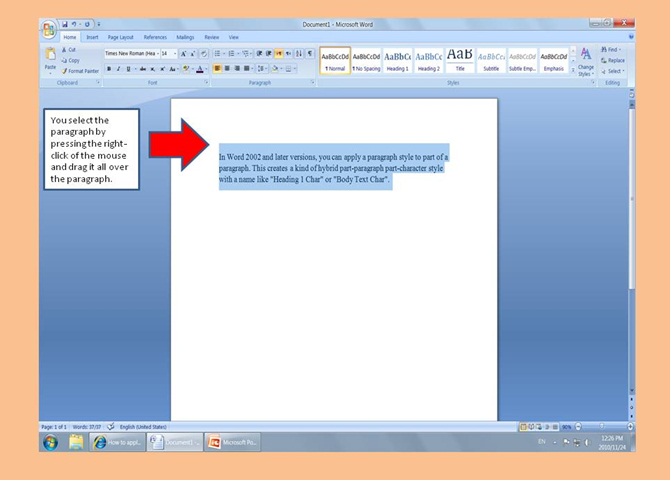 Document1 - Microsoft Word
Home Insert Page Layout References Mailings Review View
Cut
Copy
Paste
Format Painter
Clipboard
Times New Roman (Hea
14
Font
Paragraph
AaBbCcDd AaBbCcDd AaBbCc AaBbCc AaB AaBbCc. AaBbCcDd AaBbCcDd
¶ Normal ¶ No Spacing Heading 1 Heading 2 Title Subtitle Subtle Emp... Emphasis
Change
Styles
Styles
Find
Replace
Select
Editing
You select the
paragraph by
pressing the right-
click of the mouse
and drag it all over
the paragraph.
In Word 2002 and later versions, you can apply a paragraph style to part of a
paragraph. This creates a kind of hybrid part-paragraph part-character style
with a name like "Heading 1 Char" or "Body Text Char".
Page: 1 of 1 Words: 37/37 English (United States)
90%
How to appl... Document1 - ... Microsoft Po...
EN
12:26 PM
2010/11/24